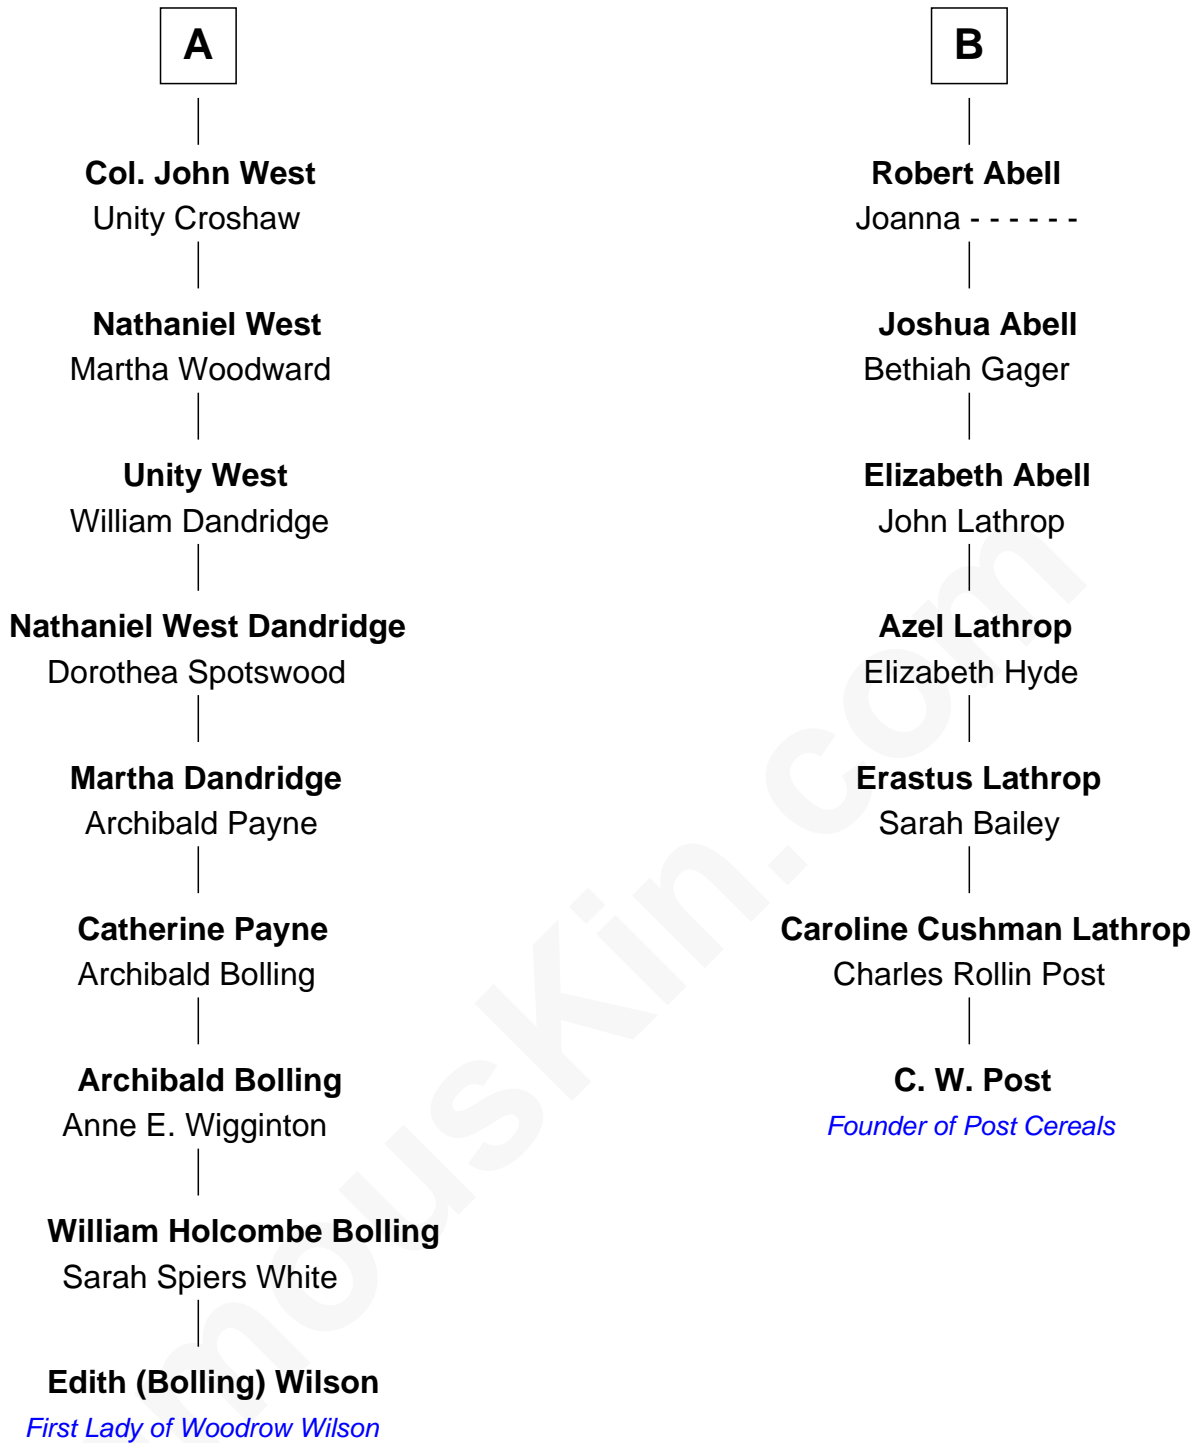 A
Col. John West
Unity Croshaw
Nathaniel West
Martha Woodward
Unity West
William Dandridge
Nathaniel West Dandridge
Dorothea Spotswood
Martha Dandridge
Archibald Payne
Catherine Payne
Archibald Bolling
Archibald Bolling
Anne E. Wigginton
William Holcombe Bolling
Sarah Spiers White
Edith (Bolling) Wilson
First Lady of Woodrow Wilson
B
Robert Abell
Joanna - - - - - -
Joshua Abell
Bethiah Gager
Elizabeth Abell
John Lathrop
Azel Lathrop
Elizabeth Hyde
Erastus Lathrop
Sarah Bailey
Caroline Cushman Lathrop
Charles Rollin Post
C. W. Post
Founder of Post Cereals
mouskin.com